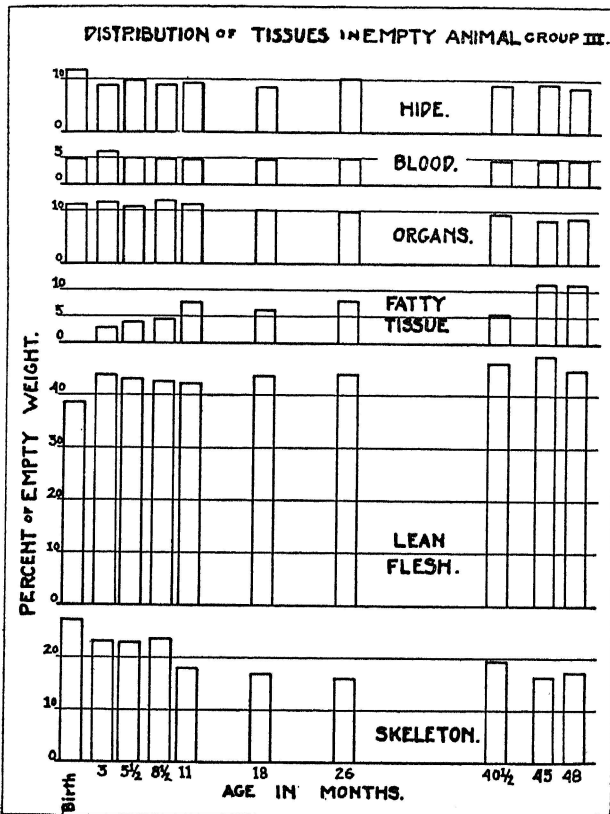 DISTRIBUTION OF TISSUES IN EMPTY ANIMAL GROUP III.
PERCENT OF EMPTY WEIGHT.
10
HIDE.
0
5
BLOOD.
0
10
ORGANS.
0
10
FATTY
5
TISSUE
0
40
30
20
10
LEAN
FLESH.
0
20
10
SKELETON.
0
Birth 3 5½ 8½ 11 18 26 40½ 45 48
AGE IN MONTHS.